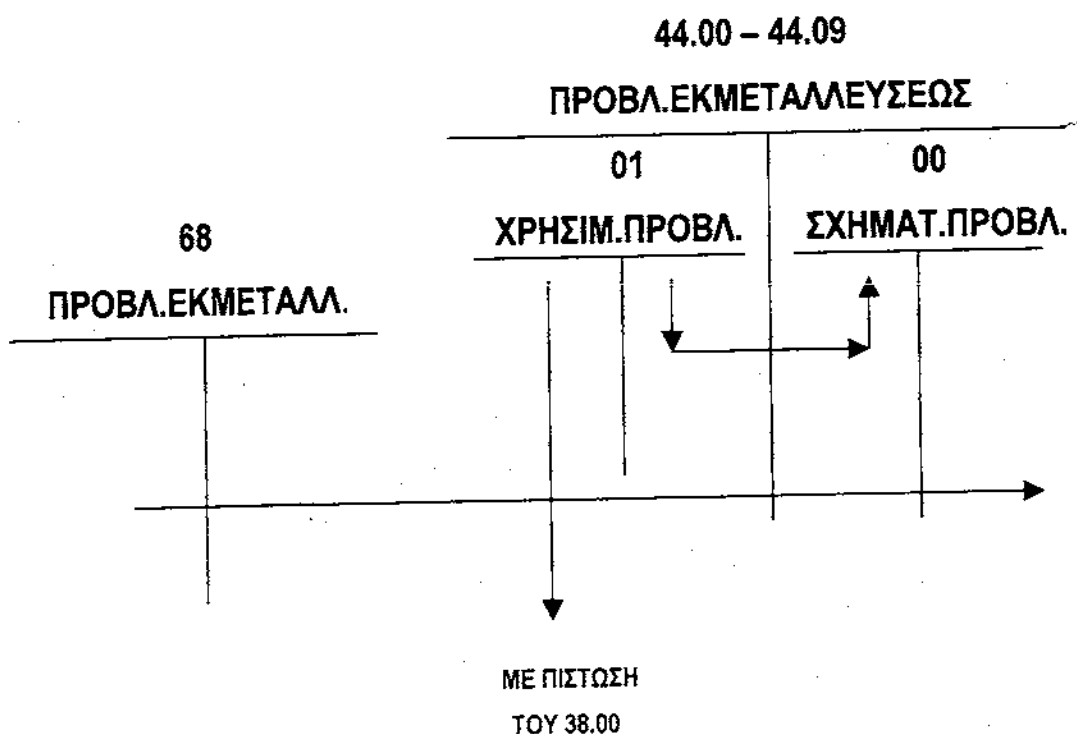 44.00 – 44.09
ΠΡΟΒΛ.ΕΚΜΕΤΑΛΛΕΥΣΕΩΣ
01
00
ΧΡΗΣΙΜ.ΠΡΟΒΛ.
ΣΧΗΜΑΤ.ΠΡΟΒΛ.
68
ΠΡΟΒΛ.ΕΚΜΕΤΑΛΛ.
ΜΕ ΠΙΣΤΩΣΗ
ΤΟΥ 38.00